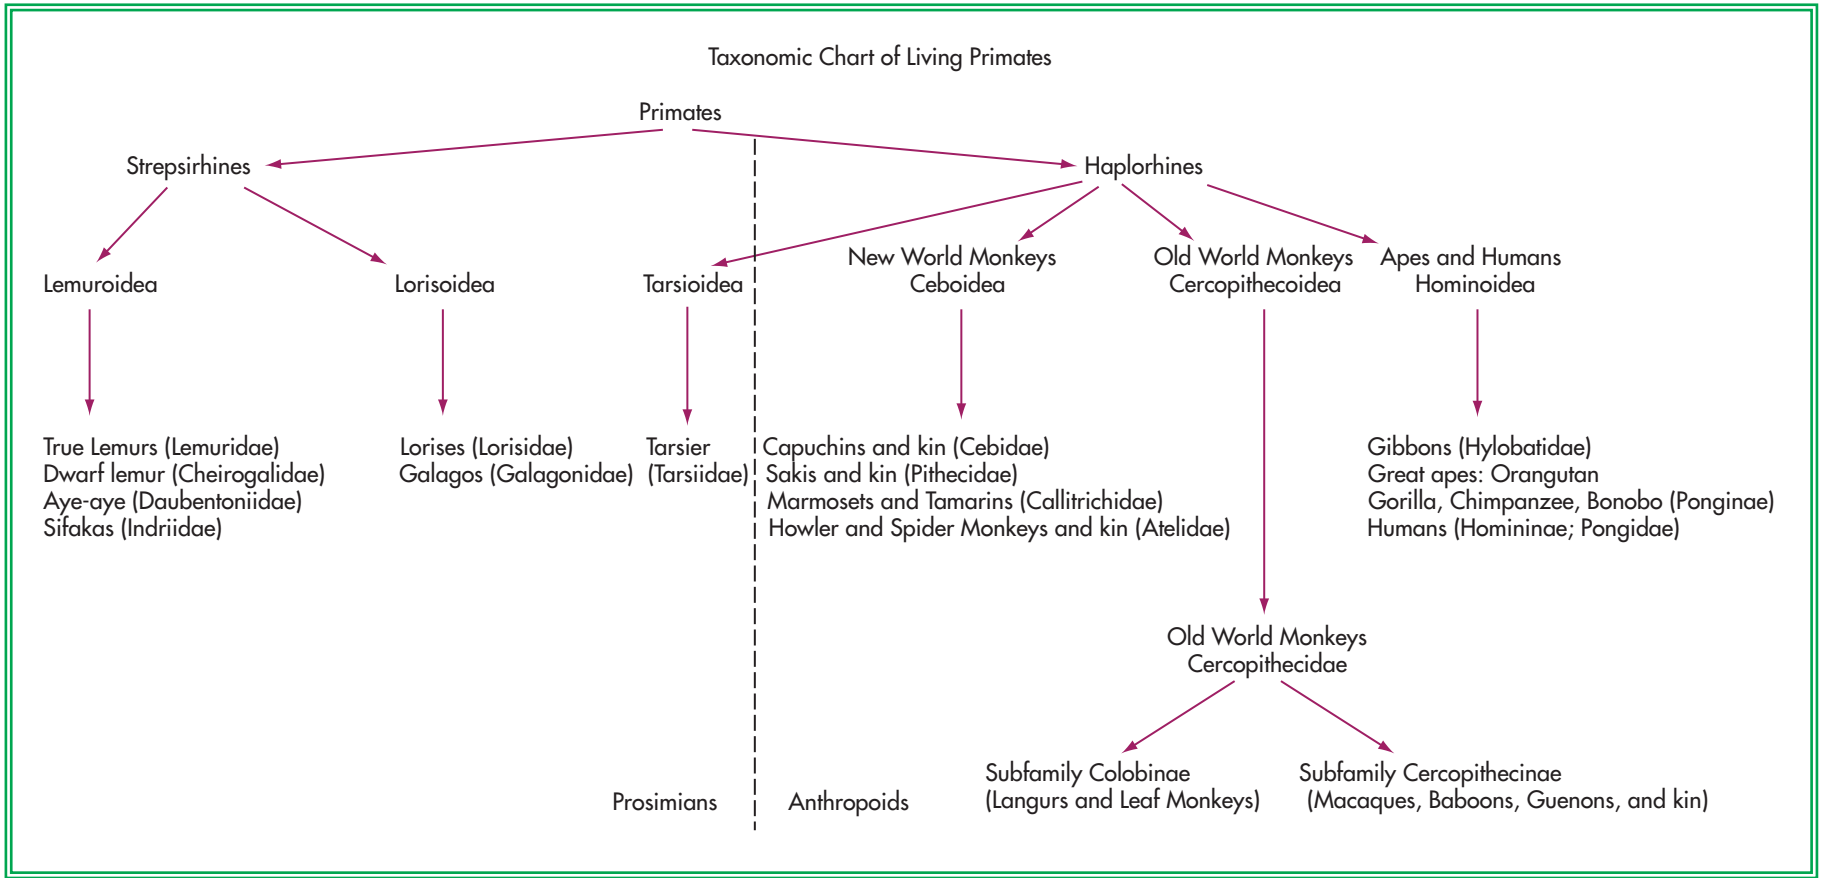 Taxonomic Chart of Living Primates
Primates
Strepsirhines
Haplorhines
Lemuroidea
Lorisoidea
Tarsioidea
New World Monkeys
Ceboidea
Old World Monkeys
Cercopithecoidea
Apes and Humans
Hominoidea
True Lemurs (Lemuridae)
Dwarf lemur (Cheirogalidae)
Aye-aye (Daubentoniidae)
Sifakas (Indriidae)
Lorises (Lorisidae)
Galagos (Galagonidae)
Tarsier
(Tarsiidae)
Capuchins and kin (Cebidae)
Sakis and kin (Pithecidae)
Marmosets and Tamarins (Callitrichidae)
Howler and Spider Monkeys and kin (Atelidae)
Gibbons (Hylobatidae)
Great apes: Orangutan
Gorilla, Chimpanzee, Bonobo (Ponginae)
Humans (Homininae; Pongidae)
Old World Monkeys
Cercopithecidae
Subfamily Colobinae
(Langurs and Leaf Monkeys)
Subfamily Cercopithecinae
(Macaques, Baboons, Guenons, and kin)
Prosimians
Anthropoids